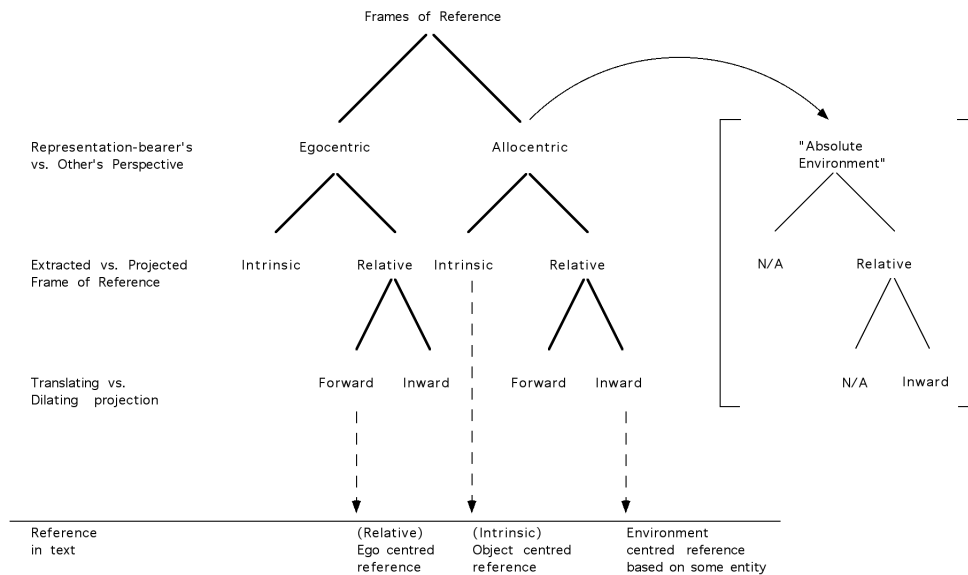 Frames of Reference
Representation-bearer's
vs. Other's Perspective
Egocentric
Allocentric
"Absolute
Environment"
Extracted vs. Projected
Frame of Reference
Intrinsic
Relative
Intrinsic
Relative
N/A
Relative
Translating vs.
Dilating projection
Forward
Inward
Forward
Inward
N/A
Inward
Reference
in text
(Relative)
Ego centred
reference
(Intrinsic)
Object centred
reference
Environment
centred reference
based on some entity